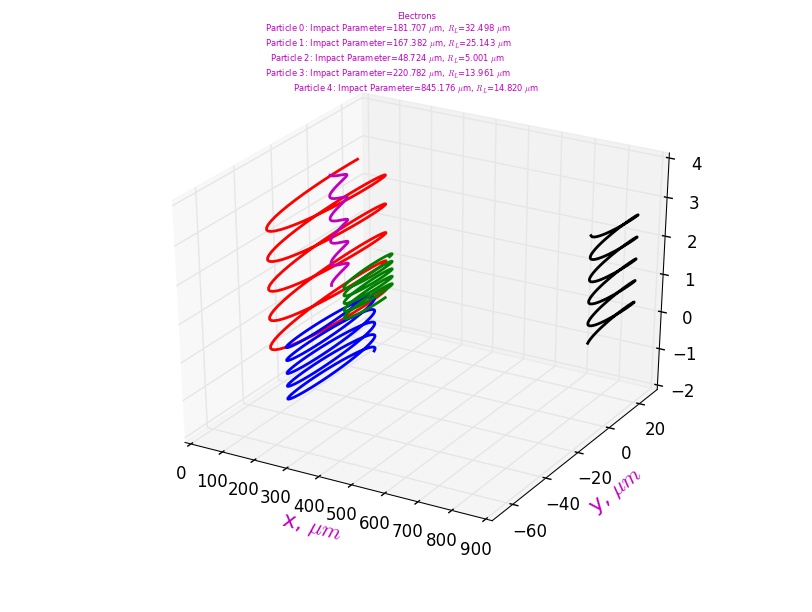 Electrons
Particle 0: Impact Parameter=181.707 μm, R_L=32.498 μm
Particle 1: Impact Parameter=167.382 μm, R_L=25.143 μm
Particle 2: Impact Parameter=48.724 μm, R_L=5.001 μm
Particle 3: Impact Parameter=220.782 μm, R_L=13.961 μm
Particle 4: Impact Parameter=845.176 μm, R_L=14.820 μm
4
3
2
1
0
−1
−2
20
0
−20
−40
−60
y, μm
0
100
200
300
400
500
600
700
800
900
x, μm